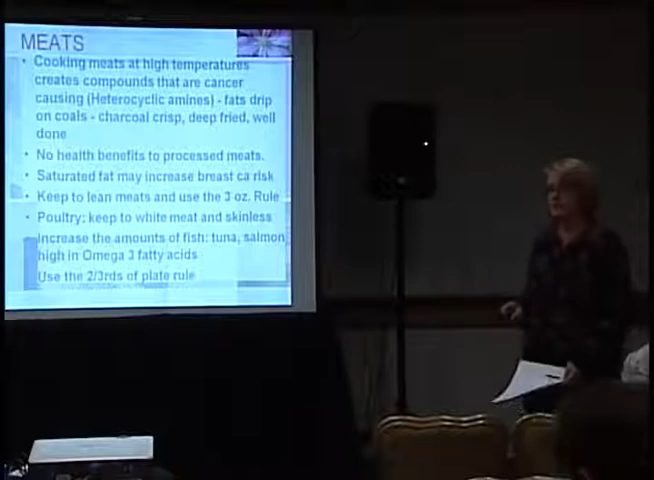 MEATS
• Cooking meats at high temperatures
creates compounds that are cancer
causing (Heterocyclic amines) - fats drip
on coals - charcoal crisp, deep fried, well
done
• No health benefits to processed meats.
• Saturated fat may increase breast ca risk
• Keep to lean meats and use the 3 oz. Rule
• Poultry: keep to white meat and skinless
• Increase the amounts of fish: tuna, salmon
high in Omega 3 fatty acids
Use the 2/3rds of plate rule